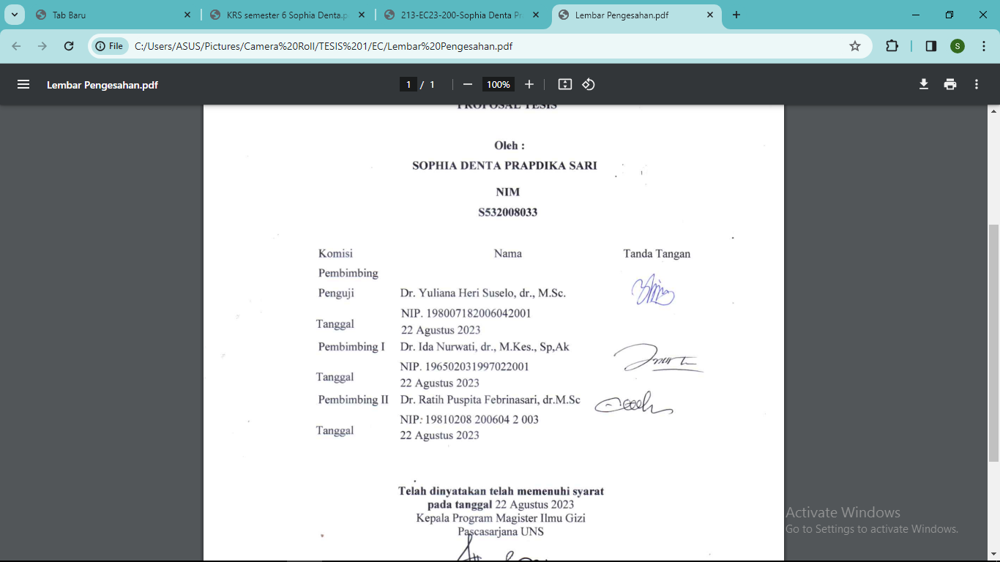 Tab Baru
KRS semester 6 Sophia Denta.p
213-EC23-200-Sophia Denta Pr
Lembar Pengesahan.pdf
File C:/Users/ASUS/Pictures/Camera%20Roll/TESIS%201/EC/Lembar%20Pengesahan.pdf
S
Lembar Pengesahan.pdf
1 / 1
100%
PROPOSAL TESIS
Oleh :
SOPHIA DENTA PRAPDIKA SARI
NIM
S532008033
Komisi Nama Tanda Tangan
Pembimbing
Penguji Dr. Yuliana Heri Suselo, dr., M.Sc.
NIP. 198007182006042001
Tanggal 22 Agustus 2023
Pembimbing I Dr. Ida Nurwati, dr., M.Kes., Sp,Ak
NIP. 196502031997022001
Tanggal 22 Agustus 2023
Pembimbing II Dr. Ratih Puspita Febrinasari, dr.M.Sc
NIP: 19810208 200604 2 003
Tanggal 22 Agustus 2023
Telah dinyatakan telah memenuhi syarat
pada tanggal 22 Agustus 2023
Kepala Program Magister Ilmu Gizi
Pascasarjana UNS
Activate Windows
Go to Settings to activate Windows.